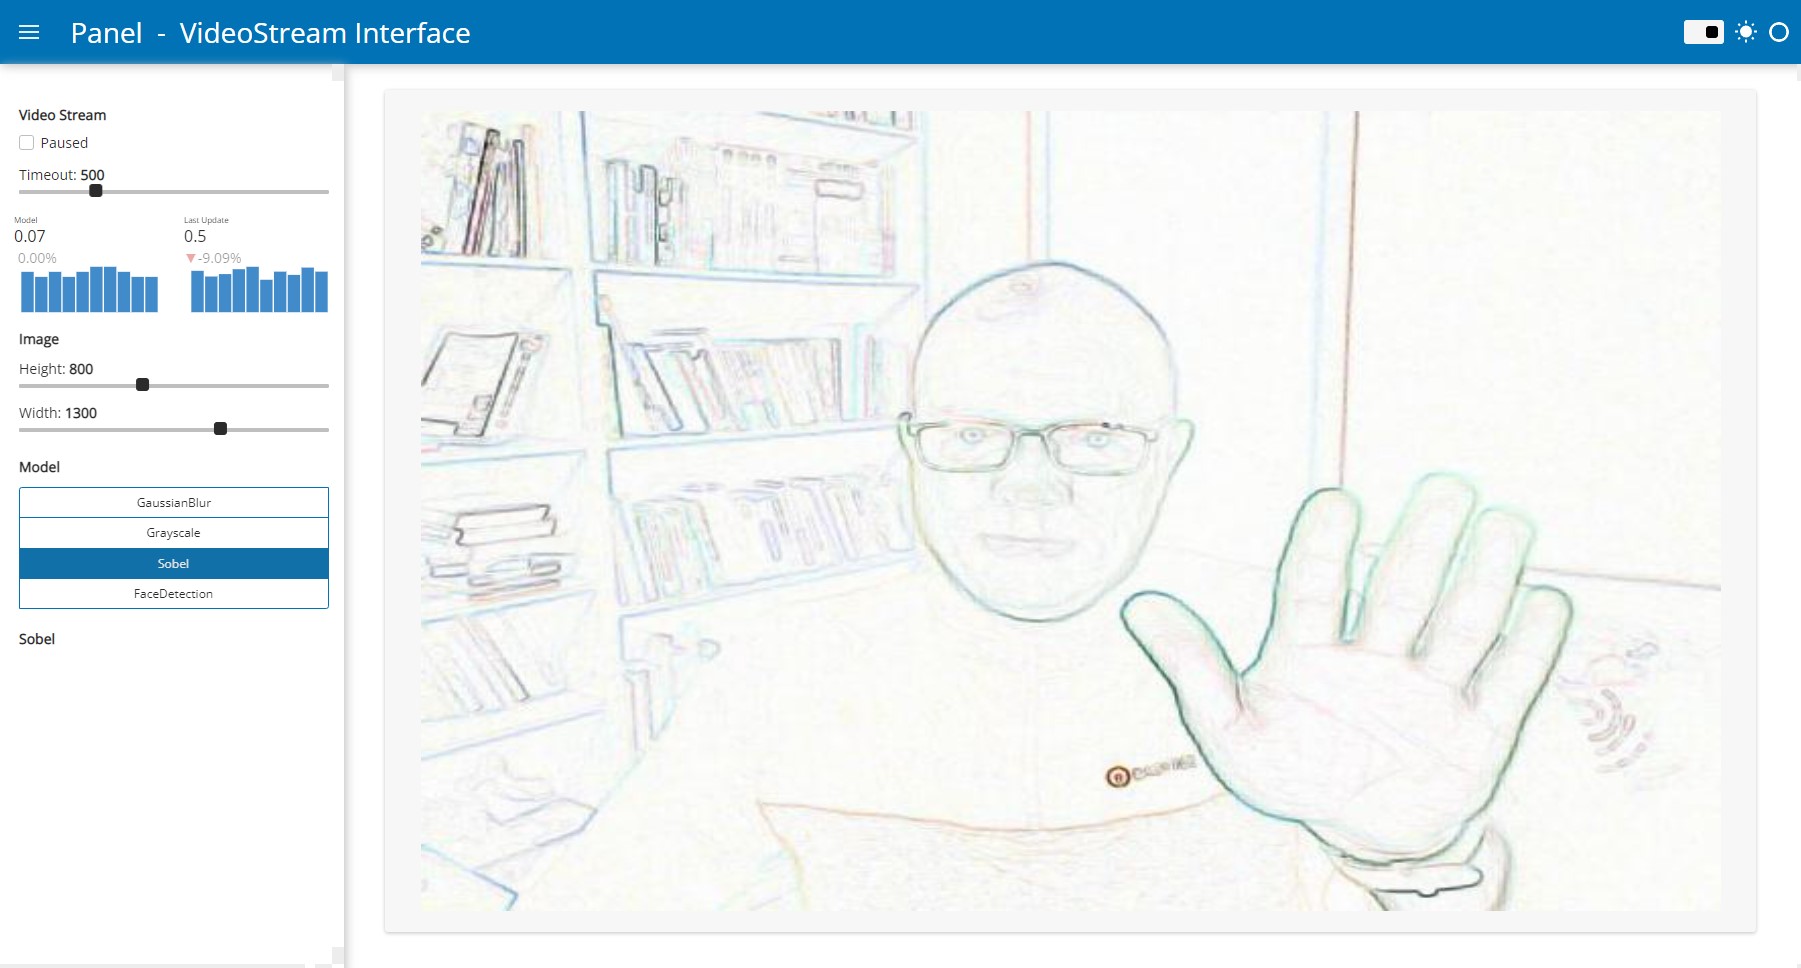 Panel - VideoStream Interface
Video Stream
Paused
Timeout: 500
Model
0.07
0.00%
Last Update
0.5
▼-9.09%
Image
Height: 800
Width: 1300
Model
GaussianBlur
Grayscale
Sobel
FaceDetection
Sobel